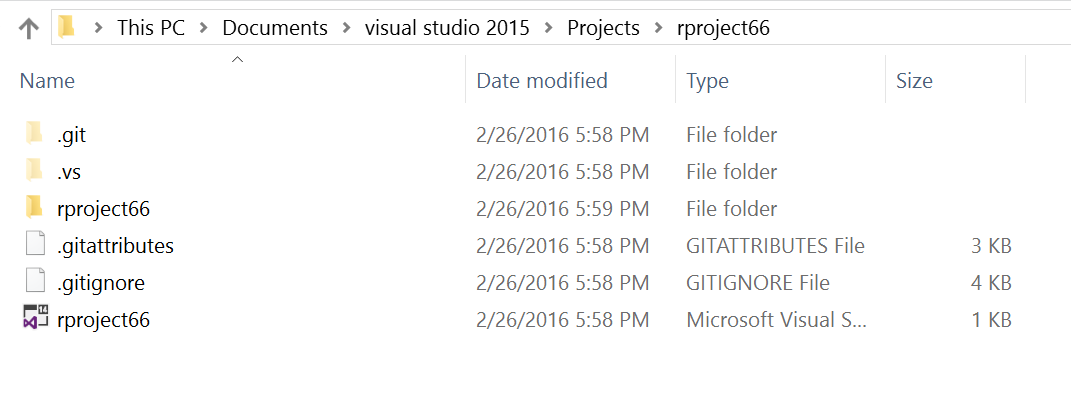 This PC > Documents > visual studio 2015 > Projects > rproject66
Name Date modified Type Size
.git 2/26/2016 5:58 PM File folder
.vs 2/26/2016 5:58 PM File folder
rproject66 2/26/2016 5:59 PM File folder
.gitattributes 2/26/2016 5:58 PM GITATTRIBUTES File 3 KB
.gitignore 2/26/2016 5:58 PM GITIGNORE File 4 KB
rproject66 2/26/2016 5:58 PM Microsoft Visual S... 1 KB